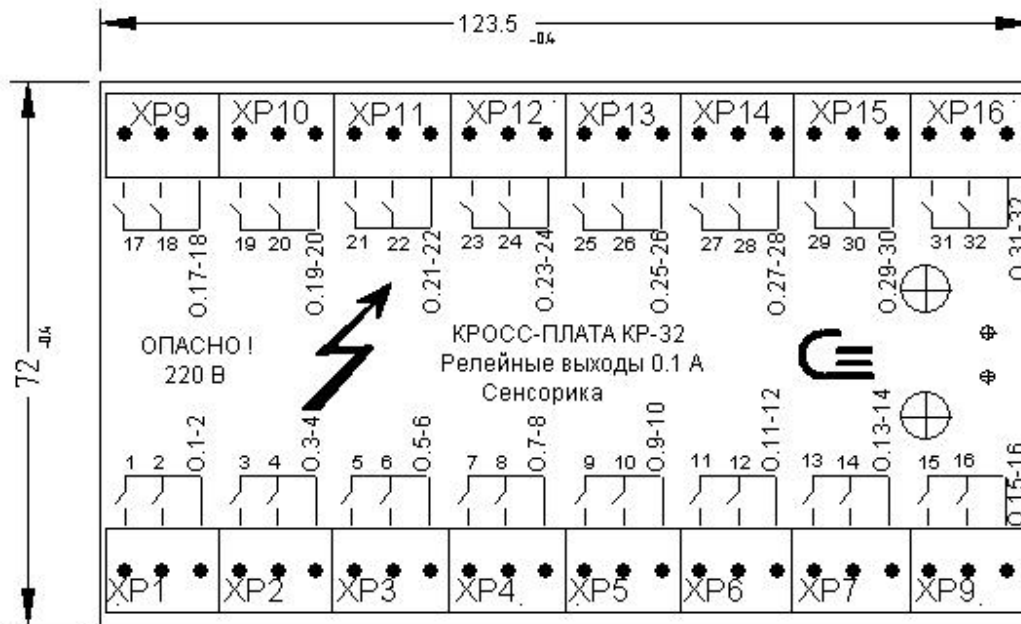 123.5 -0.4
72 -0.4
XP9 XP10 XP11 XP12 XP13 XP14 XP15 XP16
17 18 19 20 21 22 23 24 25 26 27 28 29 30 31 32
O.17-18 O.19-20 O.21-22 O.23-24 O.25-26 O.27-28 O.29-30 O.31-32
ОПАСНО !
220 В
КРОСС-ПЛАТА КР-32
Релейные выходы 0.1 А
Сенсорика
O.1-2 O.3-4 O.5-6 O.7-8 O.9-10 O.11-12 O.13-14 O.15-16
1 2 3 4 5 6 7 8 9 10 11 12 13 14 15 16
XP1 XP2 XP3 XP4 XP5 XP6 XP7 XP9